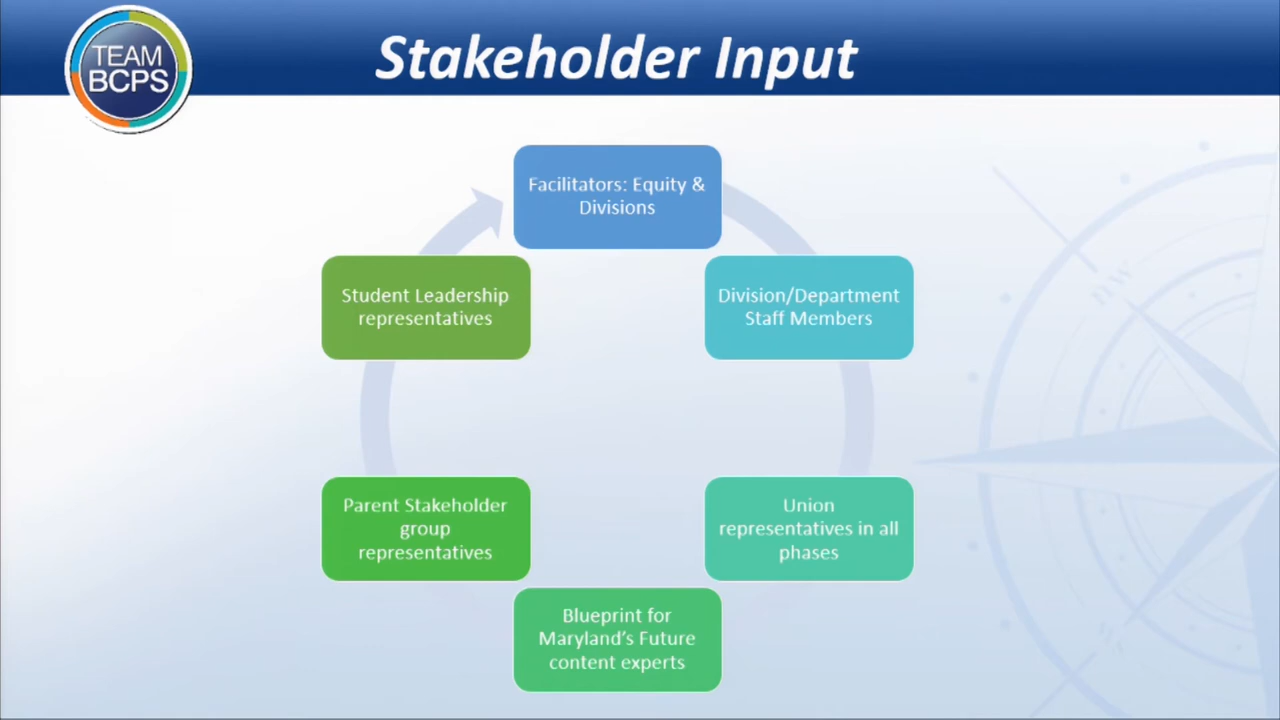 TEAM
BCPS
Stakeholder Input
Facilitators: Equity &
Divisions
Division/Department
Staff Members
Union
representatives in all
phases
Blueprint for
Maryland's Future
content experts
Parent Stakeholder
group
representatives
Student Leadership
representatives
NW